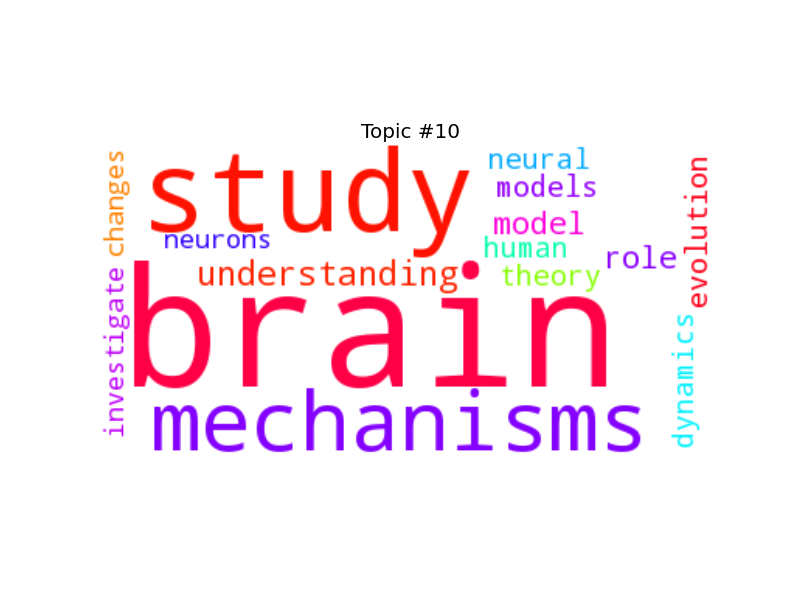 Topic #10
changes
study
neural
models
model
neurons
human
understanding
theory
role
evolution
investigate
brain
dynamics
mechanisms